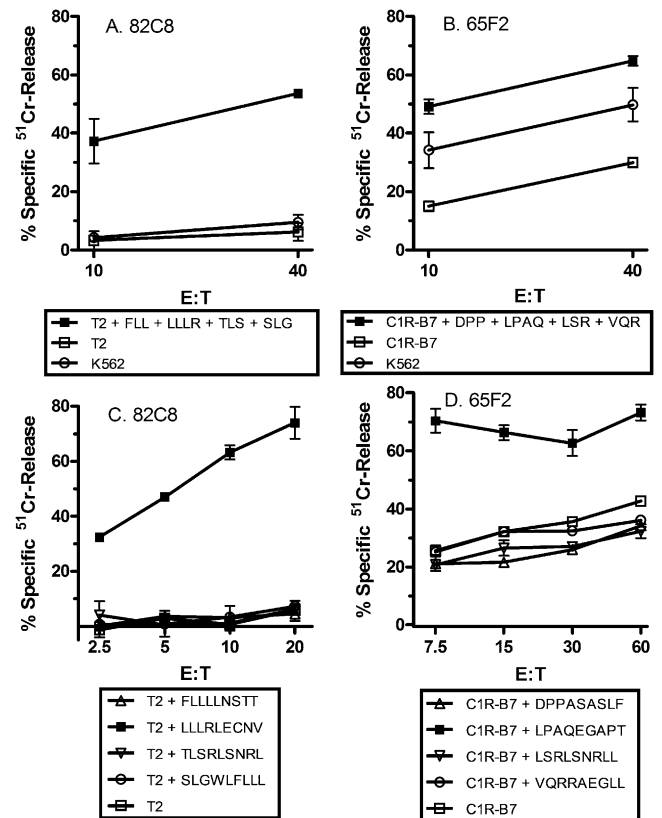 A. 82C8
% Specific ⁵¹Cr-Release
80
60
40
20
0
10
40
E:T
T2 + FLL + LLLR + TLS + SLG
T2
K562
B. 65F2
% Specific ⁵¹Cr-Release
80
60
40
20
0
10
40
E:T
C1R-B7 + DPP + LPAQ + LSR + VQR
C1R-B7
K562
C. 82C8
% Specific ⁵¹Cr-Release
80
60
40
20
2.5
5
10
20
E:T
T2 + FLLLLNSTT
T2 + LLLRLECNV
T2 + TLSRLSNRL
T2 + SLGWLFLLL
T2
D. 65F2
% Specific ⁵¹Cr-Release
80
60
40
20
0
7.5
15
30
60
E:T
C1R-B7 + DPPASASLF
C1R-B7 + LPAQEGAPT
C1R-B7 + LSRLSNRLL
C1R-B7 + VQRRAEGLL
C1R-B7